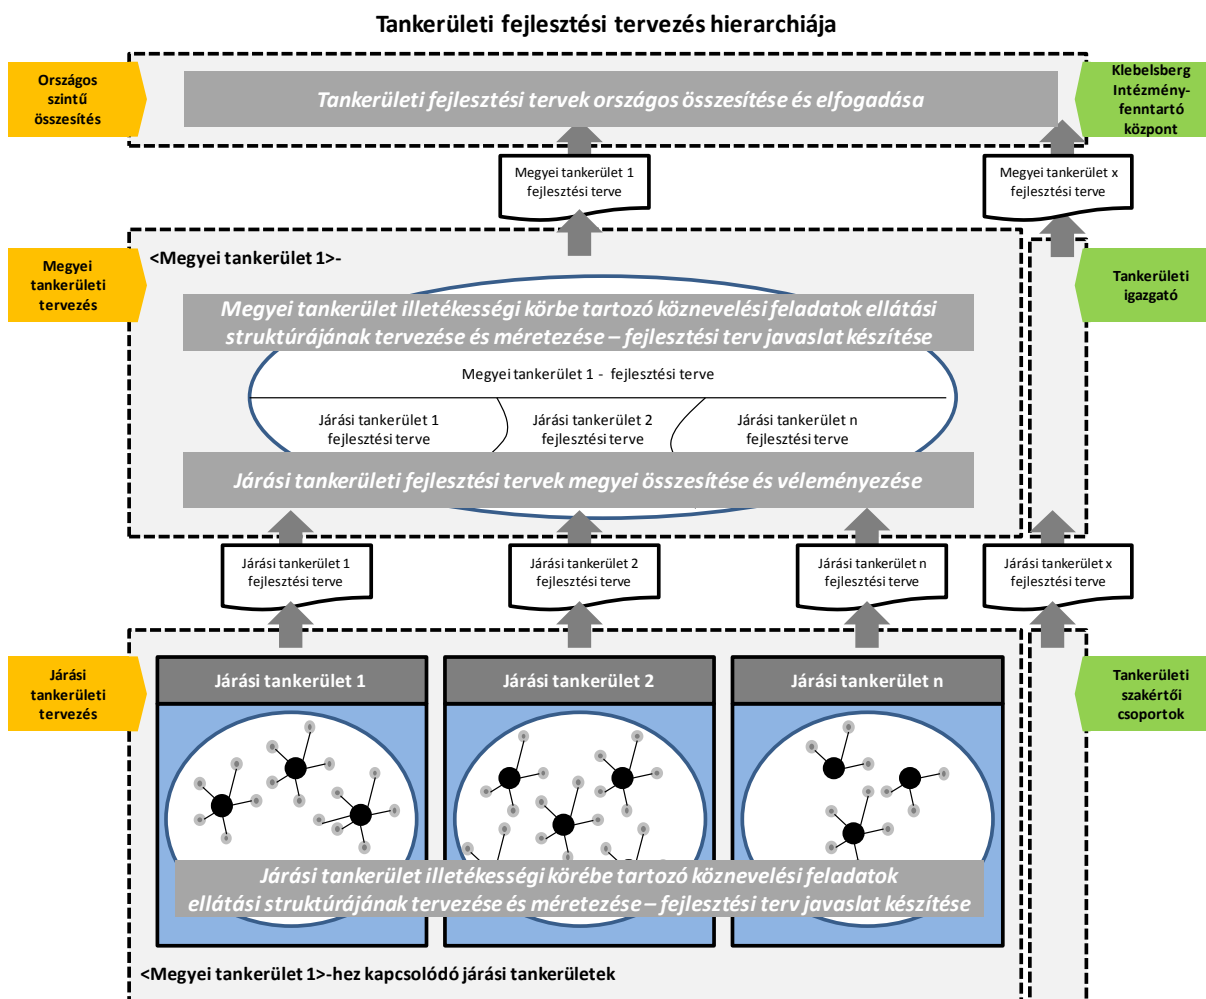 Tankerületi fejlesztési tervezés hierarchiája
Országos
szintű
összesítés
Tankerületi fejlesztési tervek országos összesítése és elfogadása
Klebelsberg
Intézmény-
fenntartó
központ
Megyei tankerület 1
fejlesztési terve
Megyei tankerület x
fejlesztési terve
Megyei
tankerületi
tervezés
<Megyei tankerület 1>-
Tankerületi
igazgató
Megyei tankerület illetékességi körbe tartozó köznevelési feladatok ellátási
struktúrájának tervezése és méretezése – fejlesztési terv javaslat készítése
Megyei tankerület 1 - fejlesztési terve
Járási tankerület 1
fejlesztési terve
Járási tankerület 2
fejlesztési terve
Járási tankerület n
fejlesztési terve
Járási tankerületi fejlesztési tervek megyei összesítése és véleményezése
Járási tankerület 1
fejlesztési terve
Járási tankerület 2
fejlesztési terve
Járási tankerület n
fejlesztési terve
Járási tankerület x
fejlesztési terve
Járási
tankerületi
tervezés
Járási tankerület 1
Járási tankerület 2
Járási tankerület n
Tankerületi
szakértői
csoportok
Járási tankerület illetékességi körébe tartozó köznevelési feladatok
ellátási struktúrájának tervezése és méretezése – fejlesztési terv javaslat készítése
<Megyei tankerület 1>-hez kapcsolódó járási tankerületek